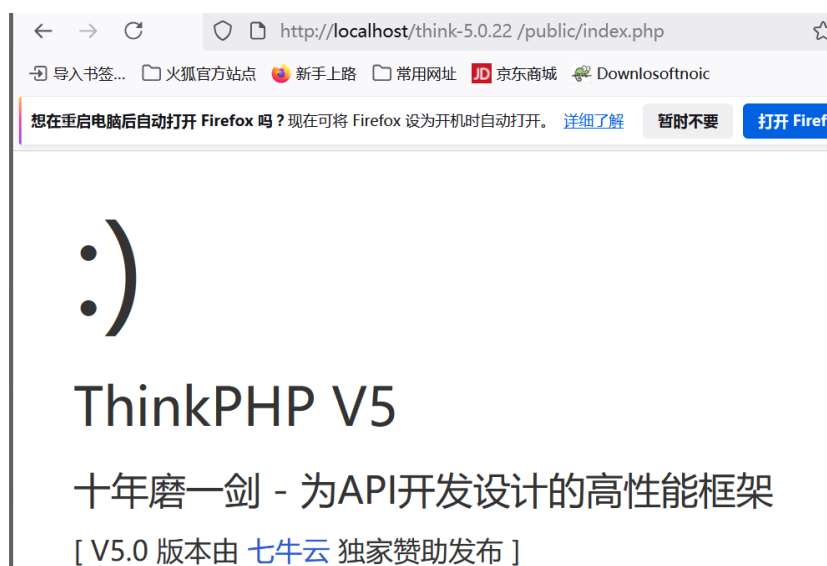 http://localhost/think-5.0.22 /public/index.php
导入书签... 火狐官方站点 新手上路 常用网址 JD 京东商城 Downlosoftnoic
想在重启电脑后自动打开 Firefox 吗？现在可将 Firefox 设为开机时自动打开。 详细了解 暂时不要 打开 Firef
:)
ThinkPHP V5
十年磨一剑 - 为API开发设计的高性能框架
[ V5.0 版本由 七牛云 独家赞助发布 ]